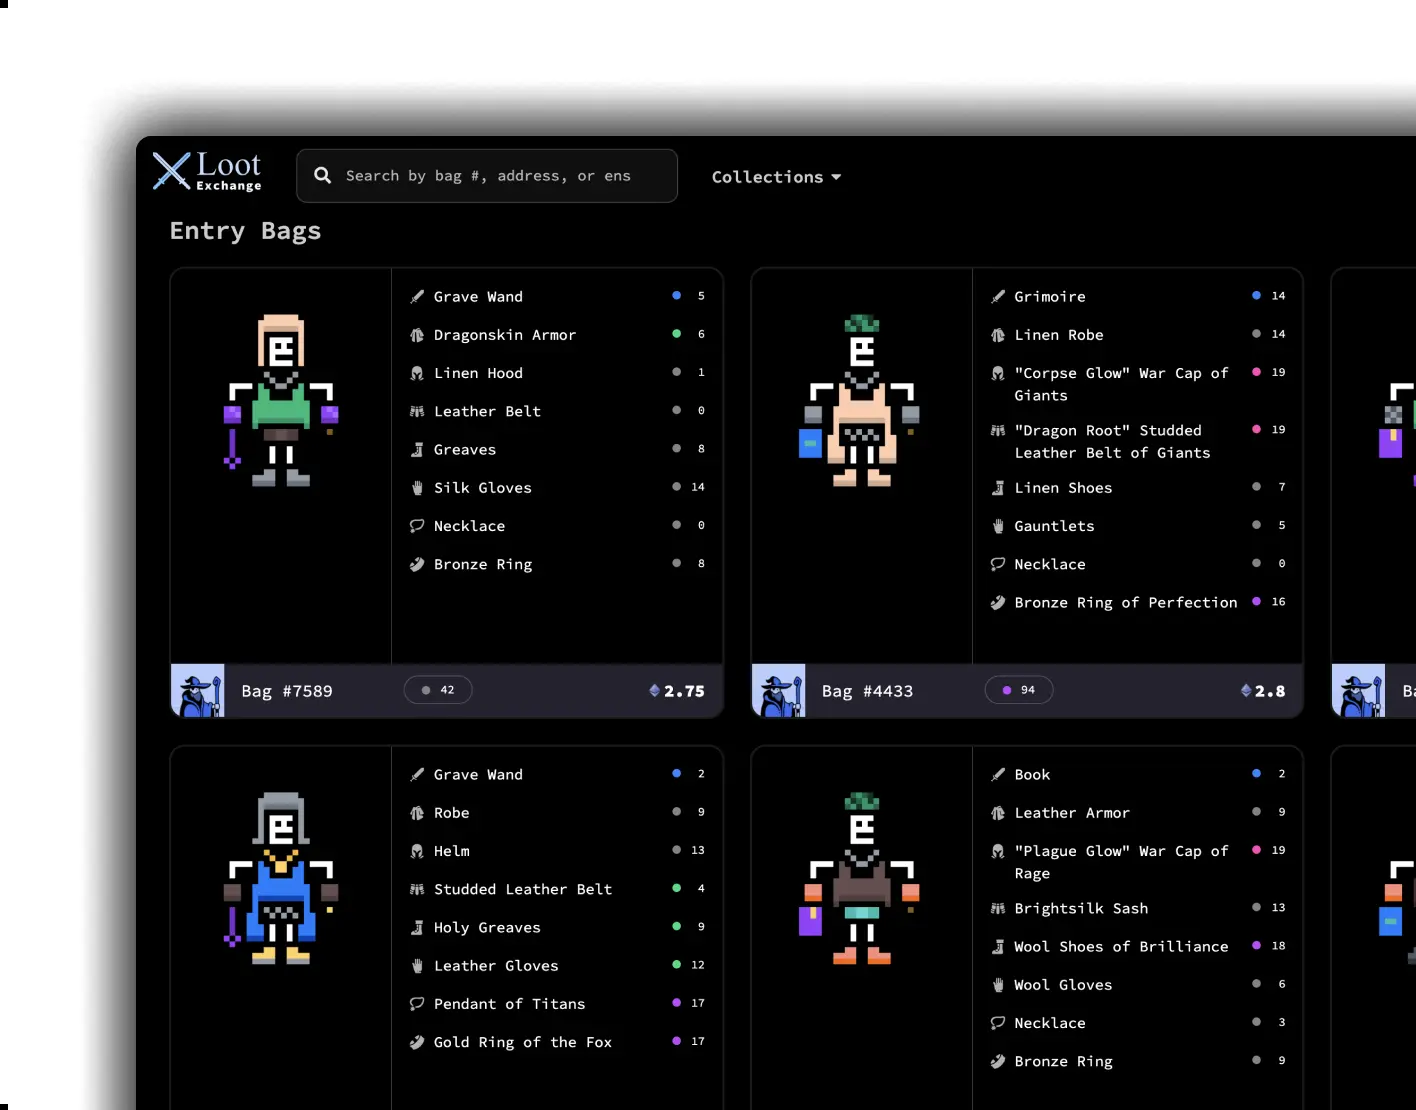 Loot
Exchange
Search by bag #, address, or ens
Collections
Entry Bags
Grave Wand 5
Dragonskin Armor 6
Linen Hood 1
Leather Belt 0
Greaves 8
Silk Gloves 14
Necklace 0
Bronze Ring 8
Bag #7589 42 2.75
Grimoire 14
Linen Robe 14
"Corpse Glow" War Cap of 19
Giants
"Dragon Root" Studded 19
Leather Belt of Giants
Linen Shoes 7
Gauntlets 5
Necklace 0
Bronze Ring of Perfection 16
Bag #4433 94 2.8
Grave Wand 2
Robe 9
Helm 13
Studded Leather Belt 4
Holy Greaves 9
Leather Gloves 12
Pendant of Titans 17
Gold Ring of the Fox 17
Book 2
Leather Armor 9
"Plague Glow" War Cap of 19
Rage
Brightsilk Sash 13
Wool Shoes of Brilliance 18
Wool Gloves 6
Necklace 3
Bronze Ring 9